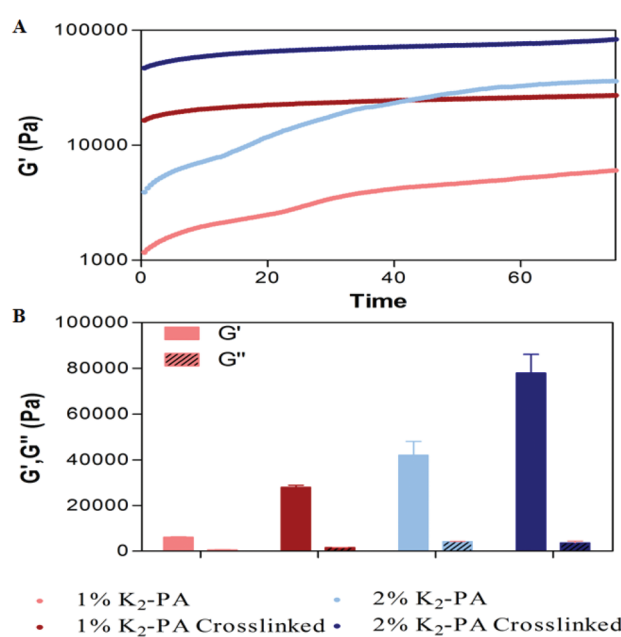 A
G' (Pa)
100000
10000
1000
0
20
40
60
Time
B
G',G'' (Pa)
100000
80000
60000
40000
20000
0
G'
G''
1% K₂-PA
2% K₂-PA
1% K₂-PA Crosslinked
2% K₂-PA Crosslinked